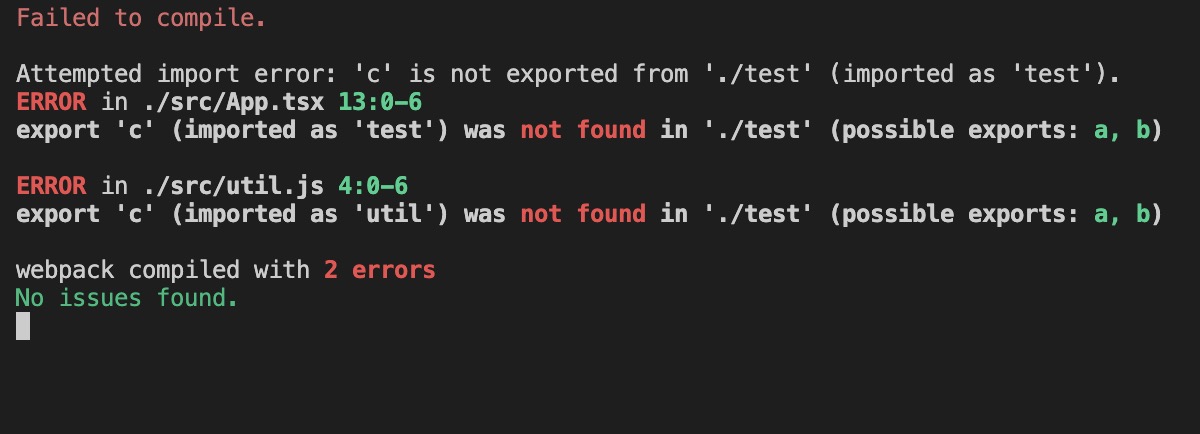 Failed to compile.
Attempted import error: 'c' is not exported from './test' (imported as 'test').
ERROR in ./src/App.tsx 13:0-6
export 'c' (imported as 'test') was not found in './test' (possible exports: a, b)
ERROR in ./src/util.js 4:0-6
export 'c' (imported as 'util') was not found in './test' (possible exports: a, b)
webpack compiled with 2 errors
No issues found.